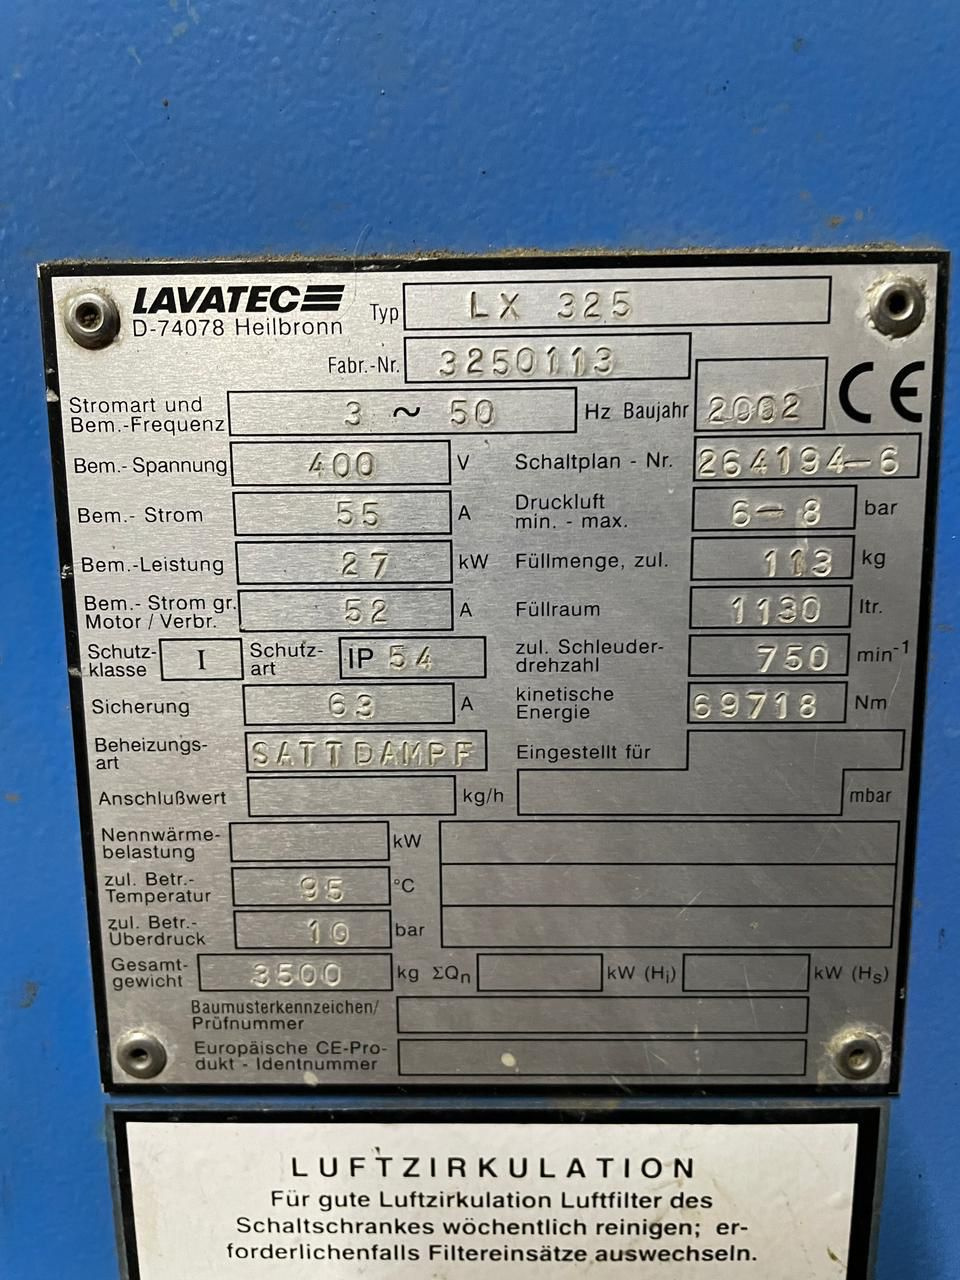 LAVATEC
D-74078 Heilbronn
Typ LX 325
Fabr.-Nr. 3250113
Stromart und
Bem.-Frequenz 3 ~ 50 Hz Baujahr 2002 CE
Bem.- Spannung 400 V Schaltplan - Nr. 264194-6
Bem.- Strom 55 A Druckluft
min. - max. 6-8 bar
Bem.-Leistung 27 kW Füllmenge, zul. 113 kg
Bem.- Strom gr.
Motor / Verbr. 52 A Füllraum 1130 ltr.
Schutz-
klasse I Schutz-
art IP 54 zul. Schleuder-
drehzahl 750 min-1
Sicherung 63 A kinetische
Energie 69718 Nm
Beheizungs-
art SATTDAMPF Eingestellt für
Anschlußwert kg/h mbar
Nennwärme-
belastung kW
zul. Betr.-
Temperatur 95 °C
zul. Betr.-
Überdruck 10 bar
Gesamt-
gewicht 3500 kg ΣQn kW (Hi) kW (Hs)
Baumusterkennzeichen/
Prüfnummer
Europäische CE-Pro-
dukt - Identnummer
LUFTZIRKULATION
Für gute Luftzirkulation Luftfilter des
Schaltschrankes wöchentlich reinigen; er-
forderlichenfalls Filtereinsätze auswechseln.